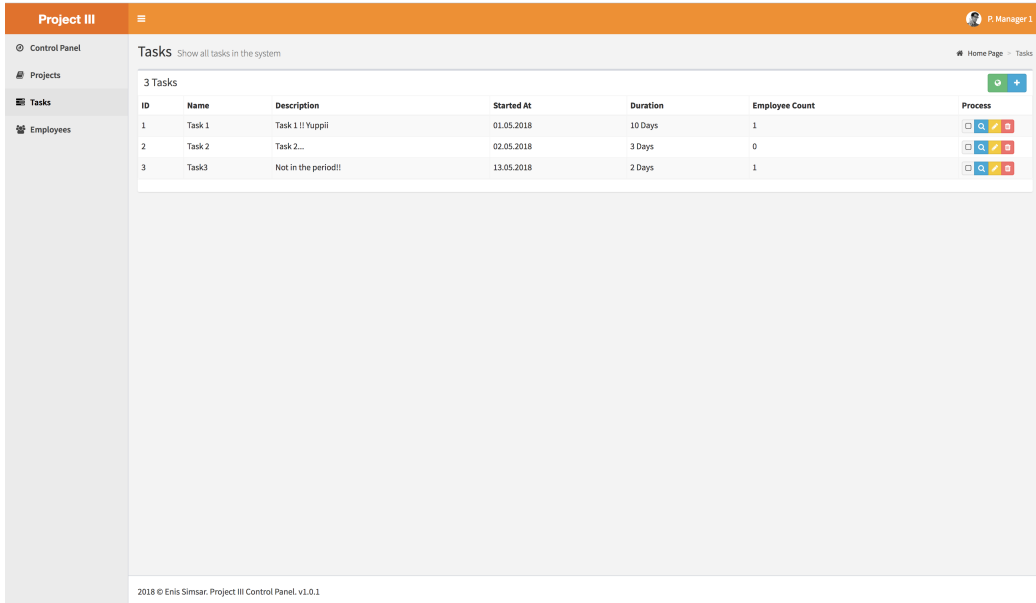 Project III
P. Manager 1
Control Panel
Projects
Tasks
Employees
Tasks Show all tasks in the system
Home Page > Tasks
3 Tasks
ID Name Description Started At Duration Employee Count Process
1 Task 1 Task 1 !! Yuppii 01.05.2018 10 Days 1
2 Task 2 Task 2... 02.05.2018 3 Days 0
3 Task3 Not in the period!! 13.05.2018 2 Days 1
2018 © Enis Simsar. Project III Control Panel. v1.0.1